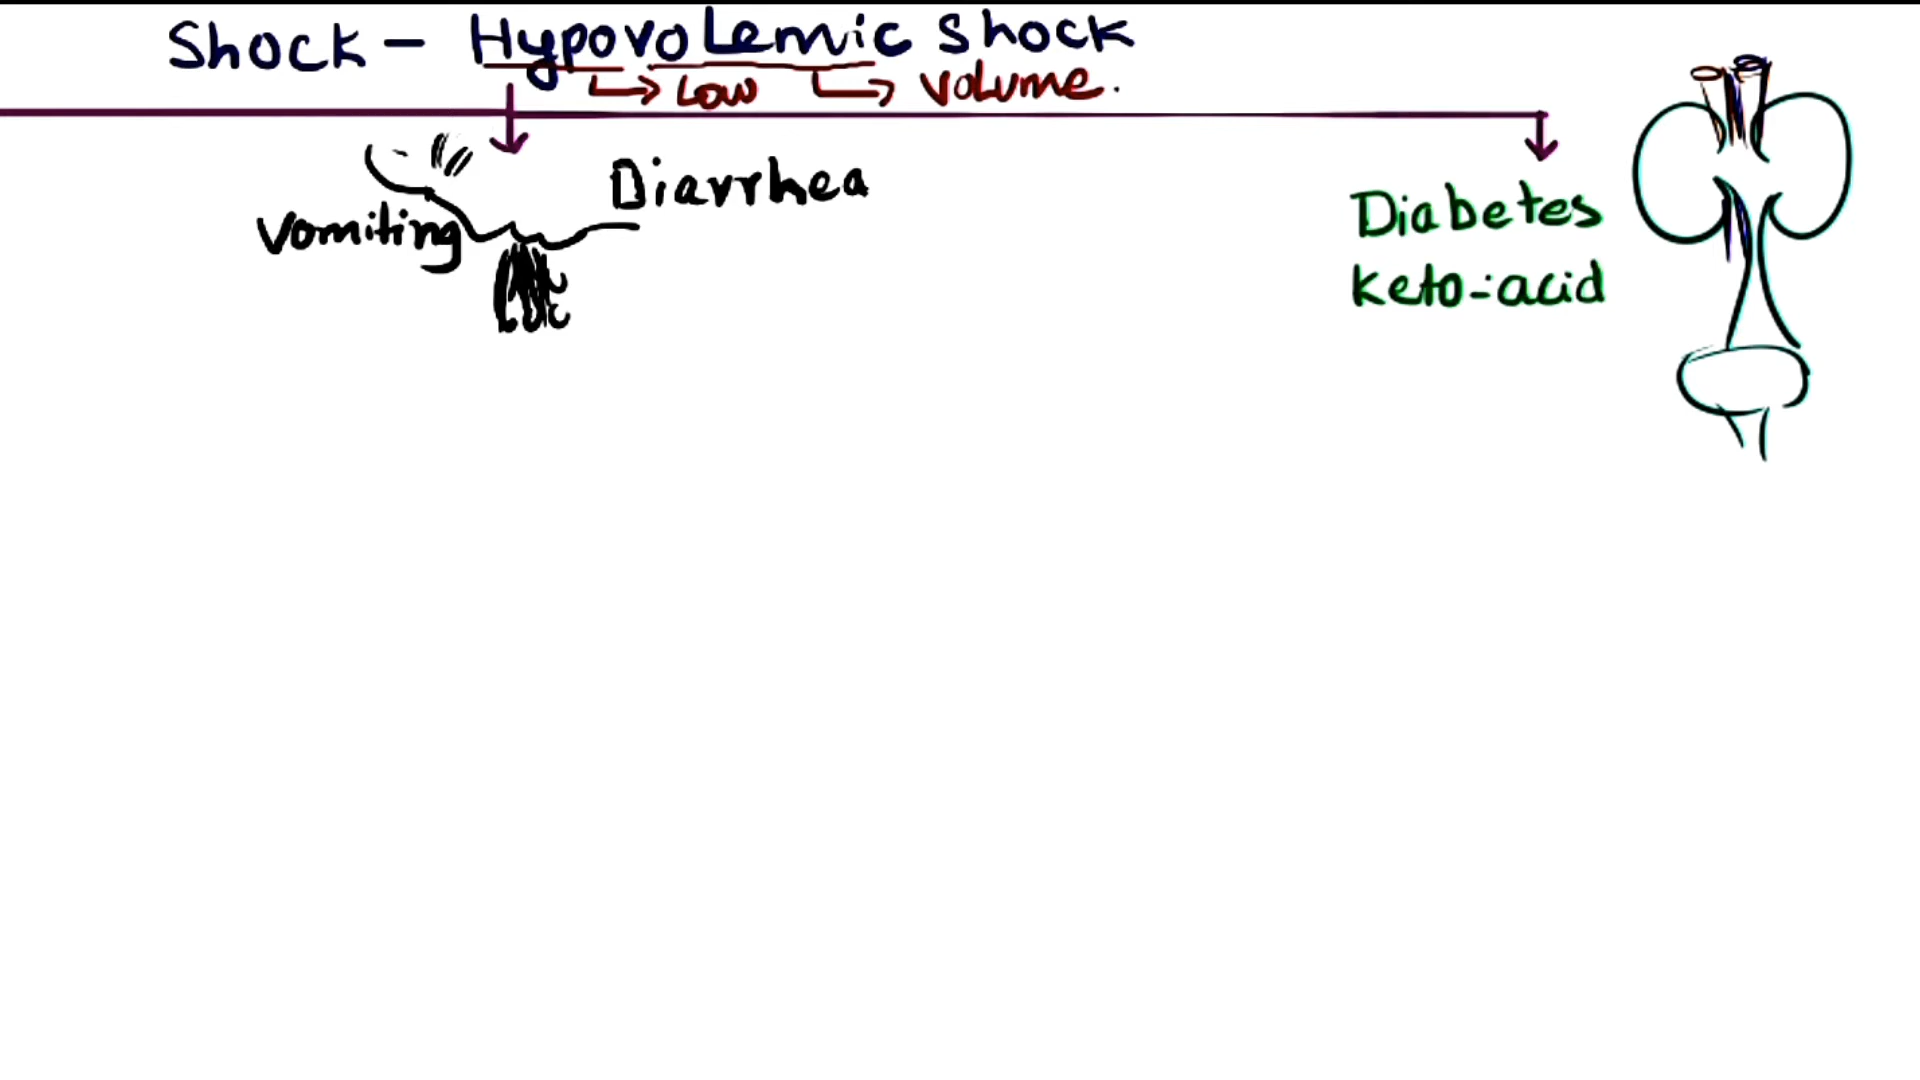 Shock - Hypovolemic shock
Low volume.
Diarrhea
Vomiting
Diabetes
keto-acid